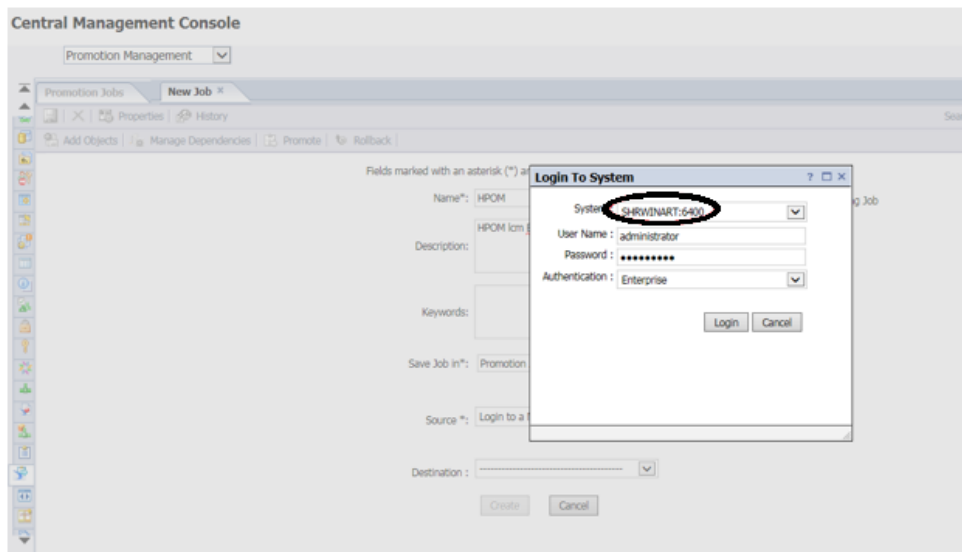 Central Management Console
Promotion Management
Promotion Jobs
New Job ×
Properties
History
Sear
Add Objects
Manage Dependencies
Promote
Rollback
Fields marked with an asterisk (*) ar
Login To System
? ×
Name*: HPOM
g Job
System
SHRWINART:6400
HPOM lcm
Description:
User Name : administrator
Password : •••••••••
Authentication : Enterprise
Login
Cancel
Keywords:
Save Job in*: Promotion
Source *: Login to a
Destination : 
Create
Cancel